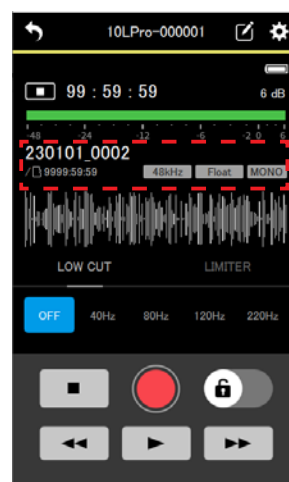 10LPro-000001
99 : 59 : 59 6 dB
-48 -24 -12 -6 -2 0 6
230101_0002
/ 9999:59:59 48kHz Float MONO
LOW CUT LIMITER
OFF 40Hz 80Hz 120Hz 220Hz